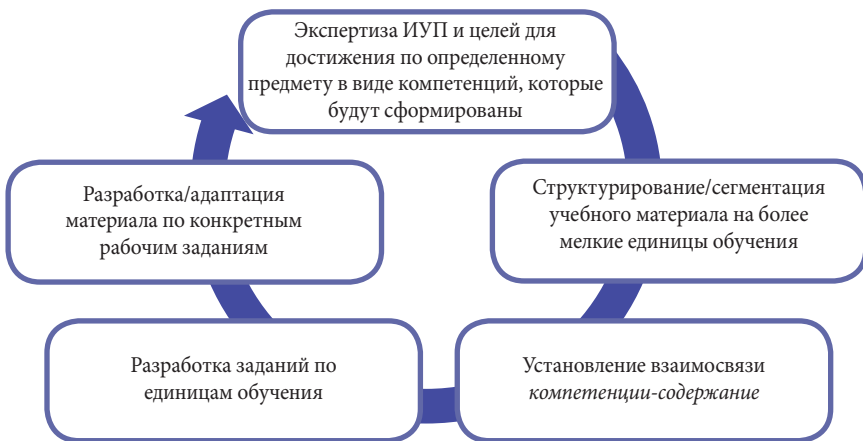 Экспертиза ИУП и целей для
достижения по определенному
предмету в виде компетенций, которые
будут сформированы
Структурирование/сегментация
учебного материала на более
мелкие единицы обучения
Установление взаимосвязи
компетенции-содержание
Разработка заданий по
единицам обучения
Разработка/адаптация
материала по конкретным
рабочим заданиям